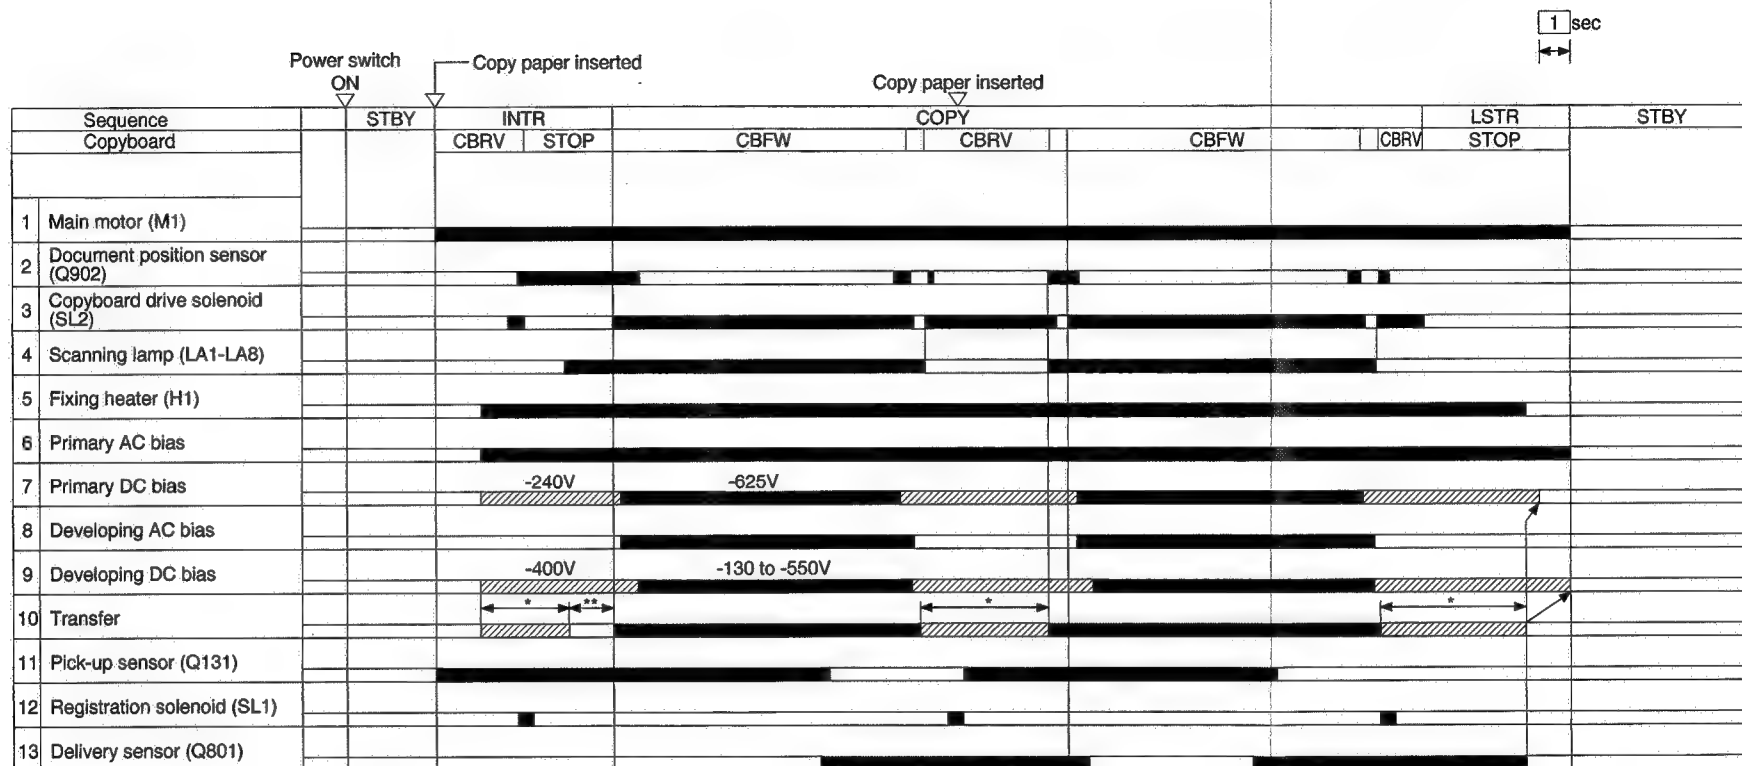 1 sec
Power switch
ON
Copy paper inserted
Copy paper inserted
Sequence STBY INTR COPY LSTR STBY
Copyboard CBRV STOP CBFW CBRV CBFW CBRV STOP
1 Main motor (M1)
2 Document position sensor
(Q902)
3 Copyboard drive solenoid
(SL2)
4 Scanning lamp (LA1-LA8)
5 Fixing heater (H1)
6 Primary AC bias
7 Primary DC bias -240V -625V
8 Developing AC bias
9 Developing DC bias -400V -130 to -550V
10 Transfer * ** * *
11 Pick-up sensor (Q131)
12 Registration solenoid (SL1)
13 Delivery sensor (Q801)